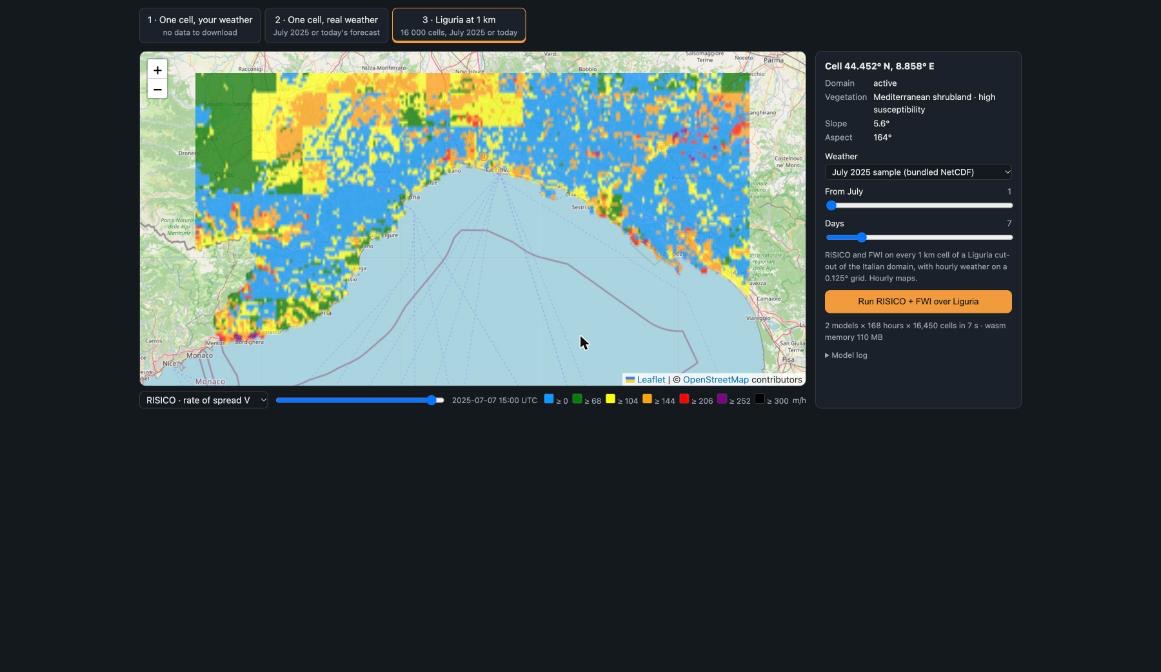 1 · One cell, your weather
no data to download
2 · One cell, real weather
July 2025 or today's forecast
3 · Liguria at 1 km
16 000 cells, July 2025 or today
+
−
Racconigi
Nizza Monferrato
Bobbio
Noceto
Parma
Monaco
Nice
Monaco
Bordighera
Sestri
Carrara
Viareggio
Pisa
Leaflet | © OpenStreetMap contributors
RISICO · rate of spread V
2025-07-07 15:00 UTC
≥ 0
≥ 68
≥ 104
≥ 144
≥ 206
≥ 252
≥ 300 m/h
Cell 44.452° N, 8.858° E
Domain active
Vegetation Mediterranean shrubland · high
susceptibility
Slope 5.6°
Aspect 164°
Weather
July 2025 sample (bundled NetCDF)
From July 1
Days 7
RISICO and FWI on every 1 km cell of a Liguria cut-
out of the Italian domain, with hourly weather on a
0.125° grid. Hourly maps.
Run RISICO + FWI over Liguria
2 models × 168 hours × 16,450 cells in 7 s · wasm
memory 110 MB
Model log